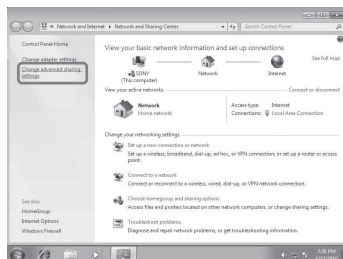 « Network and Internet ▸ Network and Sharing Center
Search Control Panel
Control Panel Home
Change adapter settings
Change advanced sharing
settings
View your basic network information and set up connections
See full map
SONY
(This computer)
Network
Internet
View your active networks
Connect or disconnect
Network
Home network
Access type: Internet
Connections: Local Area Connection
Change your networking settings
Set up a new connection or network
Set up a wireless, broadband, dial-up, ad hoc, or VPN connection; or set up a router or access
point.
Connect to a network
Connect or reconnect to a wireless, wired, dial-up, or VPN network connection.
Choose homegroup and sharing options
Access files and printers located on other network computers, or change sharing settings.
Troubleshoot problems
Diagnose and repair network problems, or get troubleshooting information.
See also
HomeGroup
Internet Options
Windows Firewall
7:36 PM